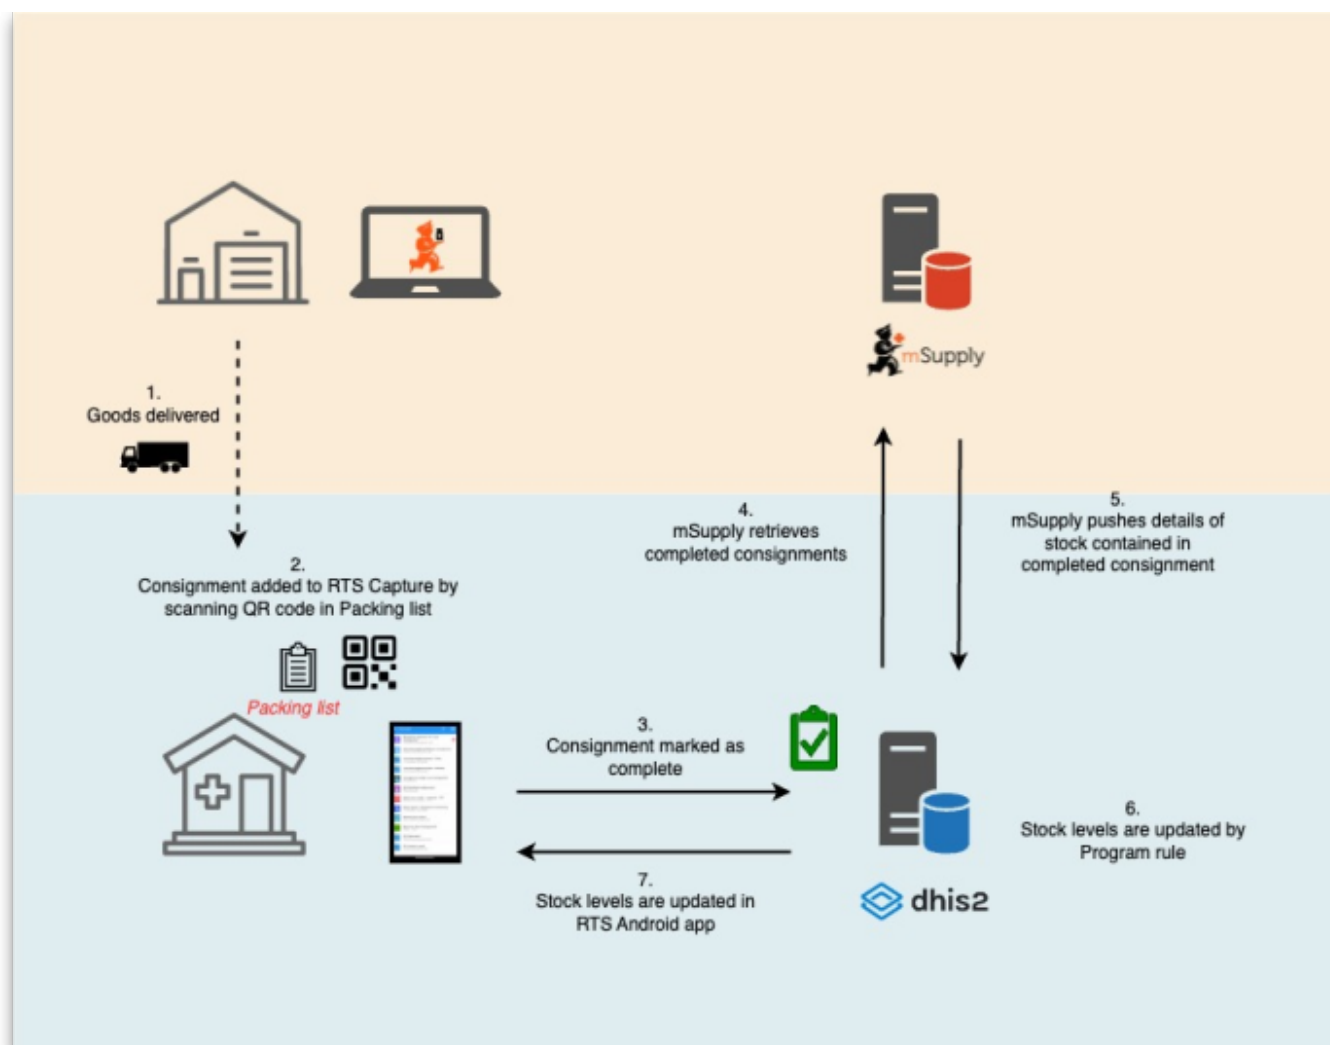 mSupply
1.
Goods delivered
2.
Consignment added to RTS Capture by
scanning QR code in Packing list
Packing list
3.
Consignment marked as
complete
4.
mSupply retrieves
completed consignments
5.
mSupply pushes details of
stock contained in
completed consignment
6.
Stock levels are updated by
Program rule
7.
Stock levels are updated in
RTS Android app
dhis2